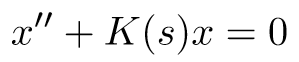 x″ + K(s)x = 0